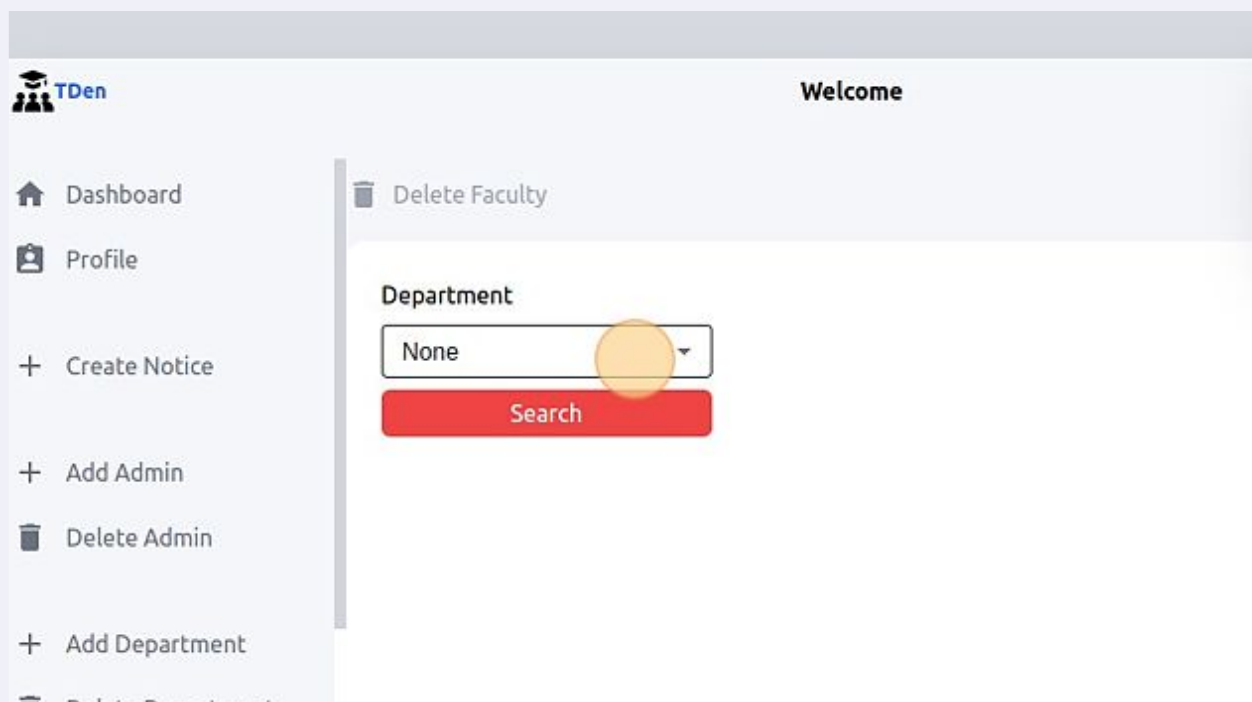 TDen
Welcome
Dashboard
Profile
Create Notice
Add Admin
Delete Admin
Add Department
Delete Faculty
Department
None
Search